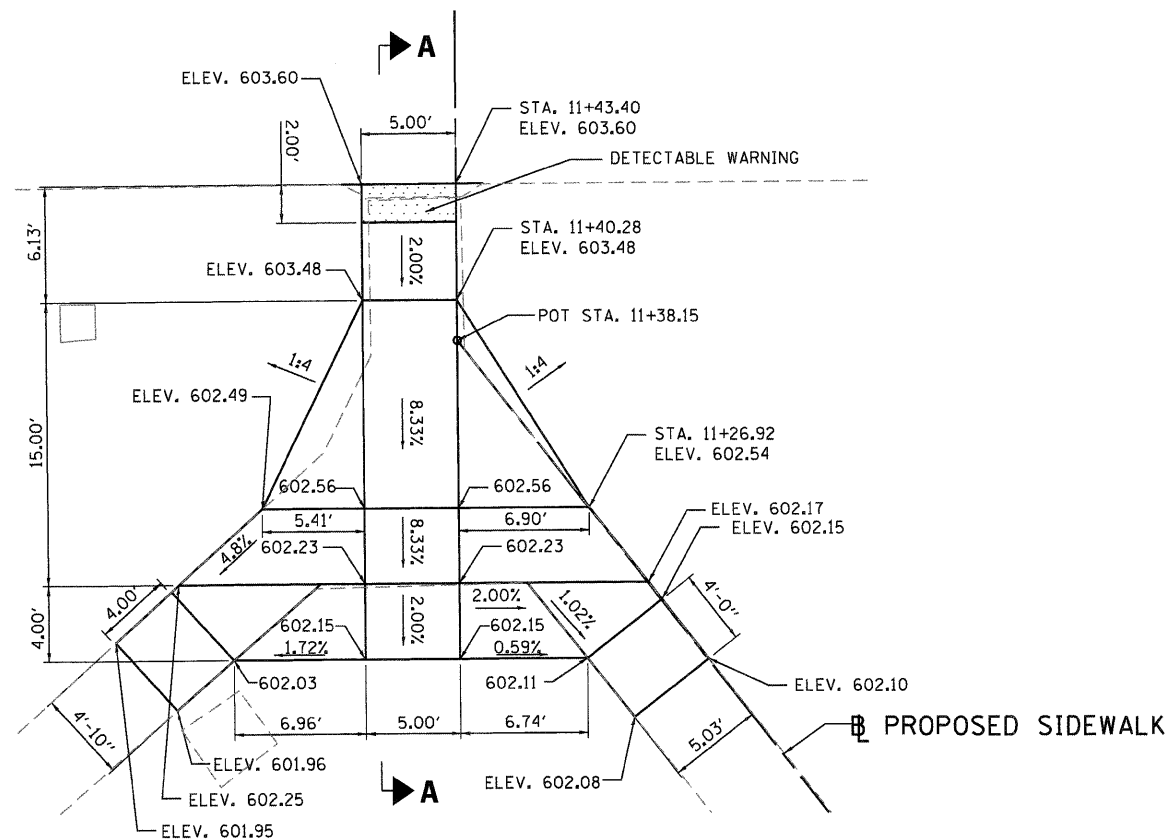 A
ELEV. 603.60
5.00'
STA. 11+43.40
ELEV. 603.60
2.00'
DETECTABLE WARNING
6.13'
2.00%
STA. 11+40.28
ELEV. 603.48
ELEV. 603.48
POT STA. 11+38.15
1:4
1:4
ELEV. 602.49
8.33%
15.00'
STA. 11+26.92
ELEV. 602.54
602.56
602.56
5.41'
6.90'
ELEV. 602.17
ELEV. 602.15
8.33%
4.8%
602.23
602.23
4.00'
4.00'
2.00%
2.00%
1.02%
4'-0"
602.15
602.15
1.72%
0.59%
602.03
602.11
ELEV. 602.10
6.96'
5.00'
6.74'
4'-10"
5.03'
BL PROPOSED SIDEWALK
ELEV. 601.96
A
ELEV. 602.08
ELEV. 602.25
ELEV. 601.95